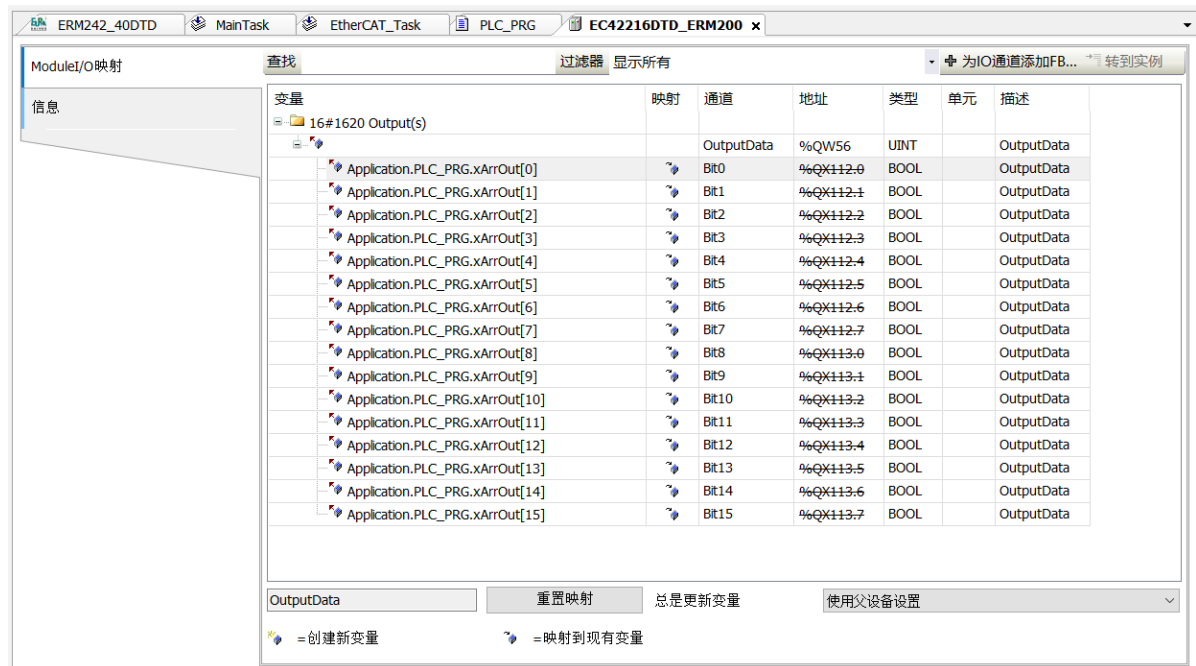 ERM242_40DTD MainTask EtherCAT_Task PLC_PRG EC42216DTD_ERM200 x
ModuleI/O映射
信息
查找 过滤器 显示所有 为IO通道添加FB... 转到实例
变量 映射 通道 地址 类型 单元 描述
16#1620 Output(s)
OutputData %QW56 UINT OutputData
Application.PLC_PRG.xArrOut[0] Bit0 %QX112.0 BOOL OutputData
Application.PLC_PRG.xArrOut[1] Bit1 %QX112.1 BOOL OutputData
Application.PLC_PRG.xArrOut[2] Bit2 %QX112.2 BOOL OutputData
Application.PLC_PRG.xArrOut[3] Bit3 %QX112.3 BOOL OutputData
Application.PLC_PRG.xArrOut[4] Bit4 %QX112.4 BOOL OutputData
Application.PLC_PRG.xArrOut[5] Bit5 %QX112.5 BOOL OutputData
Application.PLC_PRG.xArrOut[6] Bit6 %QX112.6 BOOL OutputData
Application.PLC_PRG.xArrOut[7] Bit7 %QX112.7 BOOL OutputData
Application.PLC_PRG.xArrOut[8] Bit8 %QX113.0 BOOL OutputData
Application.PLC_PRG.xArrOut[9] Bit9 %QX113.1 BOOL OutputData
Application.PLC_PRG.xArrOut[10] Bit10 %QX113.2 BOOL OutputData
Application.PLC_PRG.xArrOut[11] Bit11 %QX113.3 BOOL OutputData
Application.PLC_PRG.xArrOut[12] Bit12 %QX113.4 BOOL OutputData
Application.PLC_PRG.xArrOut[13] Bit13 %QX113.5 BOOL OutputData
Application.PLC_PRG.xArrOut[14] Bit14 %QX113.6 BOOL OutputData
Application.PLC_PRG.xArrOut[15] Bit15 %QX113.7 BOOL OutputData
OutputData 重置映射 总是更新变量 使用父设备设置
=创建新变量 =映射到现有变量